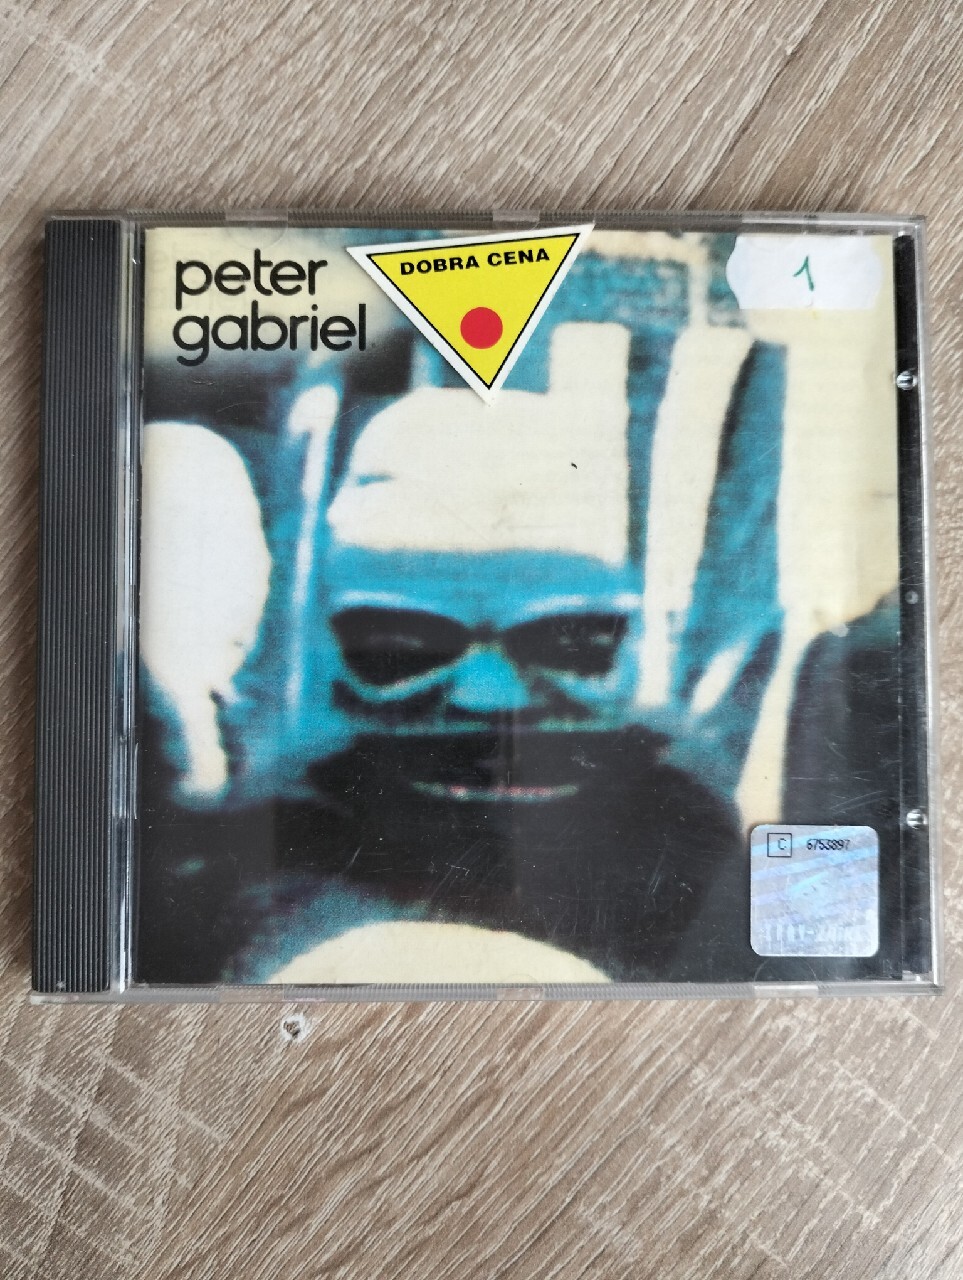 peter
gabriel
DOBRA CENA
1
C 6753897